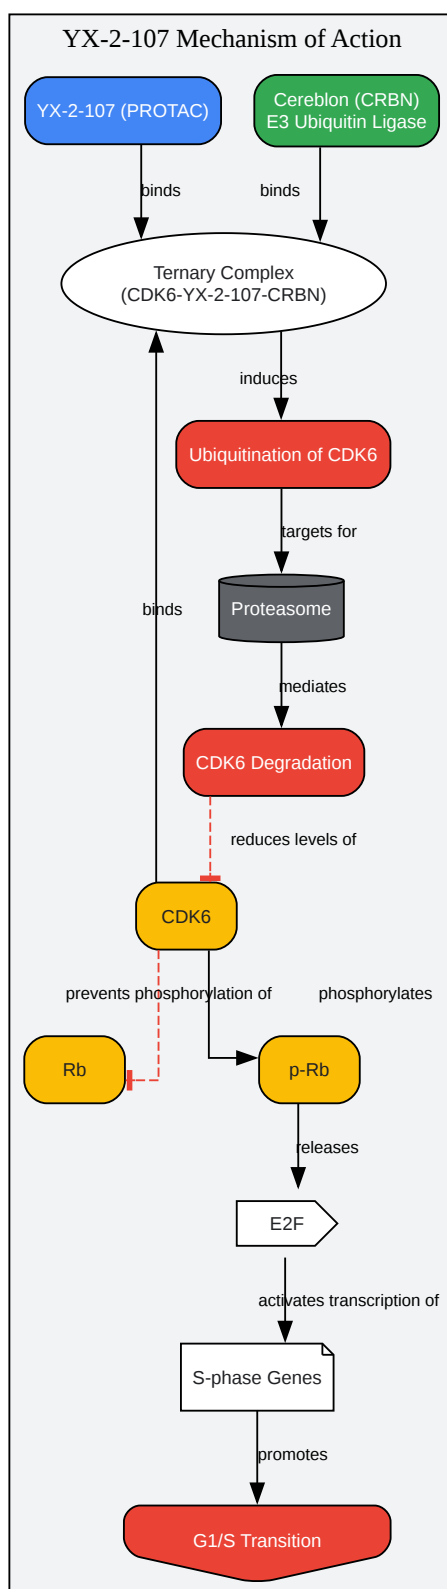 YX-2-107 Mechanism of Action
YX-2-107 (PROTAC)
Cereblon (CRBN)
E3 Ubiquitin Ligase
binds
binds
Ternary Complex
(CDK6-YX-2-107-CRBN)
induces
Ubiquitination of CDK6
targets for
Proteasome
binds
mediates
CDK6 Degradation
reduces levels of
CDK6
prevents phosphorylation of
phosphorylates
Rb
p-Rb
releases
E2F
activates transcription of
S-phase Genes
promotes
G1/S Transition